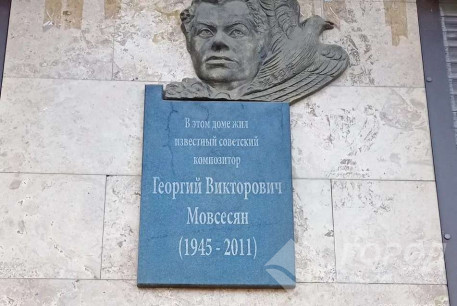 В этом доме жил
известный советский
композитор
Георгий Викторович
Мовсесян
(1945 - 2011)